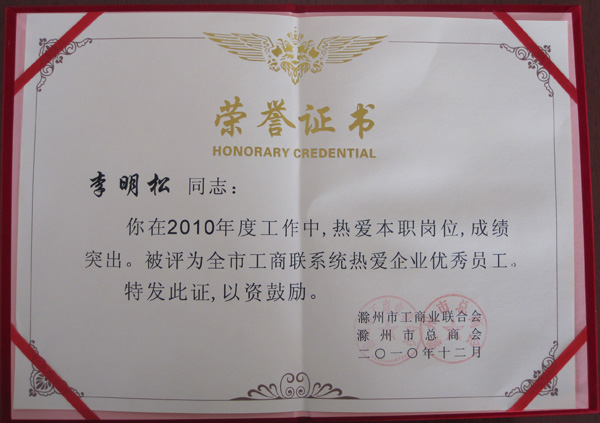 荣誉证书
HONORARY CREDENTIAL
李明松 同志：
你在2010年度工作中,热爱本职岗位,成绩
突出。被评为全市工商联系统热爱企业优秀员工。
特发此证,以资鼓励。
滁州市工商业联合会
滁州市总商会
二〇一〇年十二月